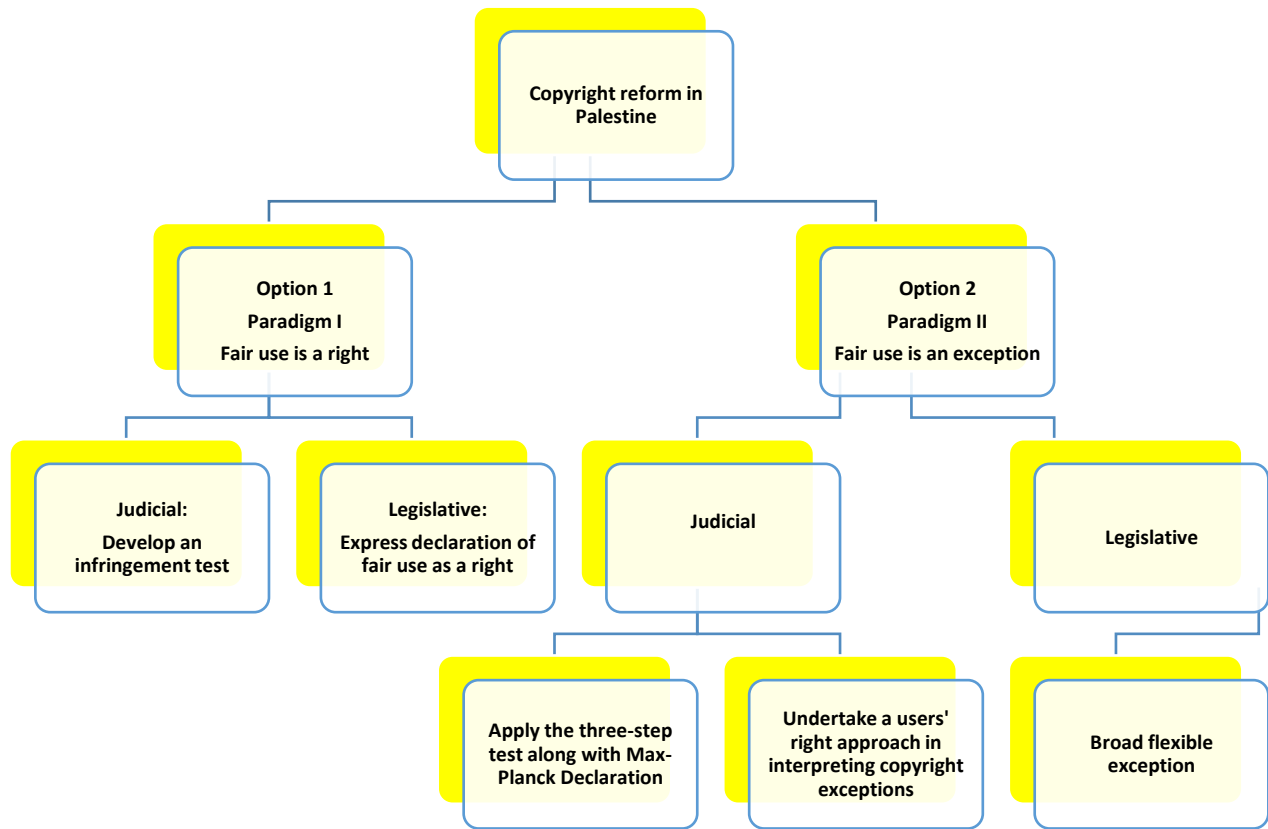 Copyright reform in
Palestine
Option 1
Paradigm I
Fair use is a right
Option 2
Paradigm II
Fair use is an exception
Judicial:
Develop an
infringement test
Legislative:
Express declaration of
fair use as a right
Judicial
Legislative
Apply the three-step
test along with Max-
Planck Declaration
Undertake a users'
right approach in
interpreting copyright
exceptions
Broad flexible
exception